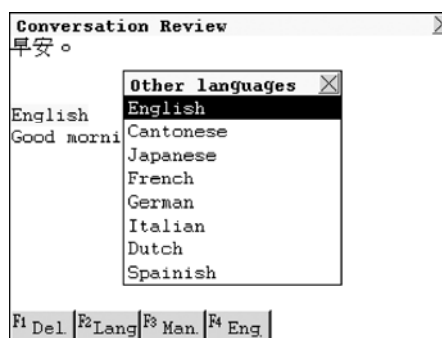 Conversation Review
早安。
Other languages
English
Cantonese
Japanese
French
German
Italian
Dutch
Spainish
English
Good morni
F1 Del. F2 Lang F3 Man. F4 Eng.